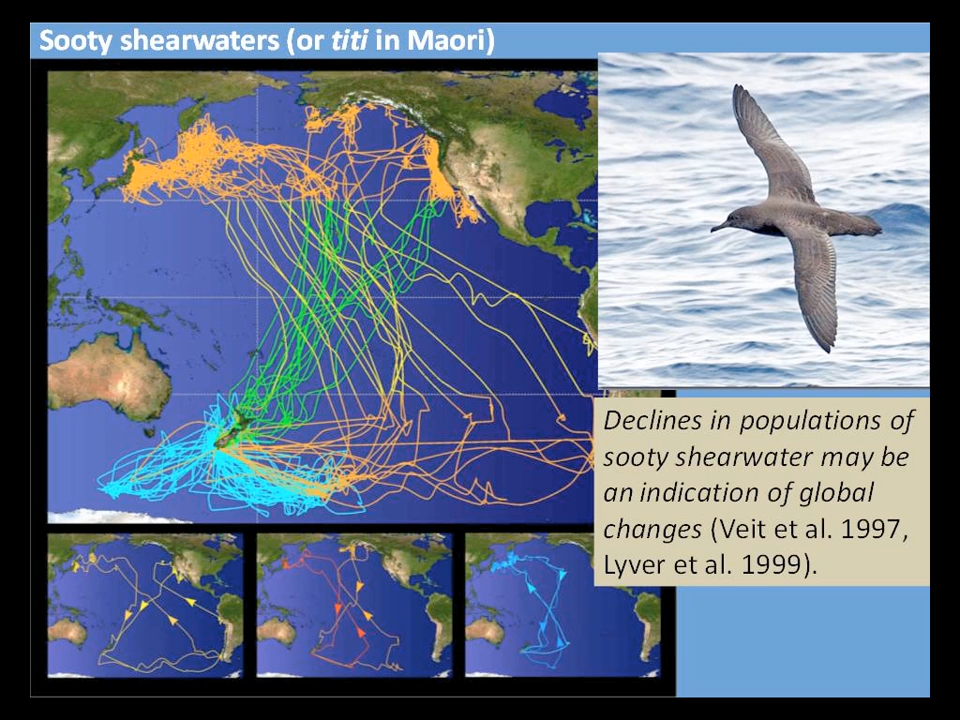 Sooty shearwaters (or titi in Maori)
Declines in populations of
sooty shearwater may be
an indication of global
changes (Veit et al. 1997,
Lyver et al. 1999).